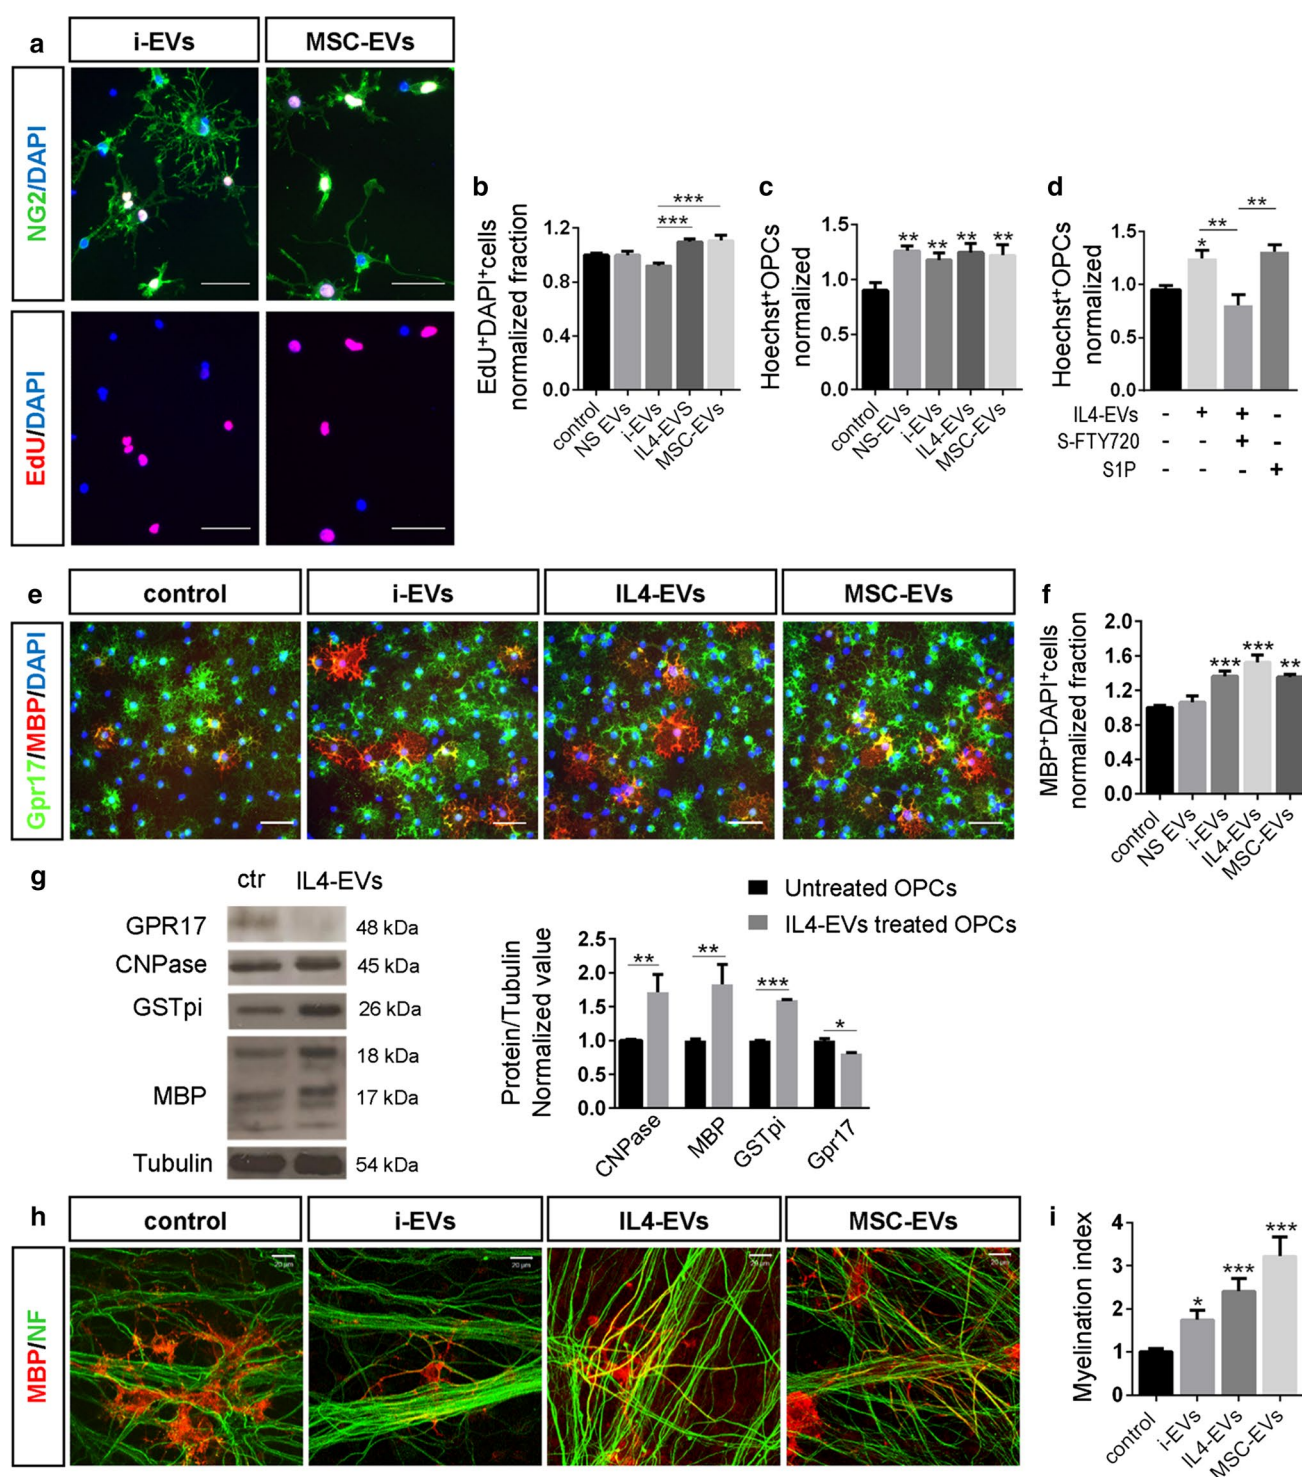 a
i-EVs
MSC-EVs
NG2/DAPI
EdU/DAPI
b
EdU⁺DAPI⁺cells
normalized fraction
1.2
0.8
0.4
0.0
***
***
control
NS EVs
i-EVs
IL4-EVS
MSC-EVs
c
Hoechst⁺OPCs
normalized
1.5
1.0
0.5
0.0
** ** ** **
control
NS-EVs
i-EVs
IL4-EVs
MSC-EVs
d
Hoechst⁺OPCs
normalized
1.5
1.0
0.5
0.0
**
**
*
IL4-EVs - + + -
S-FTY720 - - + -
S1P - - - +
e
control
i-EVs
IL4-EVs
MSC-EVs
Gpr17/MBP/DAPI
f
MBP⁺DAPI⁺cells
normalized fraction
2.0
1.6
1.2
0.8
0.4
0.0
*** *** **
control
NS EVs
i-EVs
IL4-EVs
MSC-EVs
g
ctr IL4-EVs
GPR17 48 kDa
CNPase 45 kDa
GSTpi 26 kDa
18 kDa
MBP 17 kDa
Tubulin 54 kDa
Untreated OPCs
IL4-EVs treated OPCs
Protein/Tubulin
Normalized value
2.5
2.0
1.5
1.0
0.5
0.0
** ** *** *
CNPase
MBP
GSTpi
Gpr17
h
control
i-EVs
IL4-EVs
MSC-EVs
MBP/NF
20 µm
20 µm
20 µm
20 µm
i
Myelination index
4
3
2
1
0
* *** ***
control
i-EVs
IL4-EVs
MSC-EVs